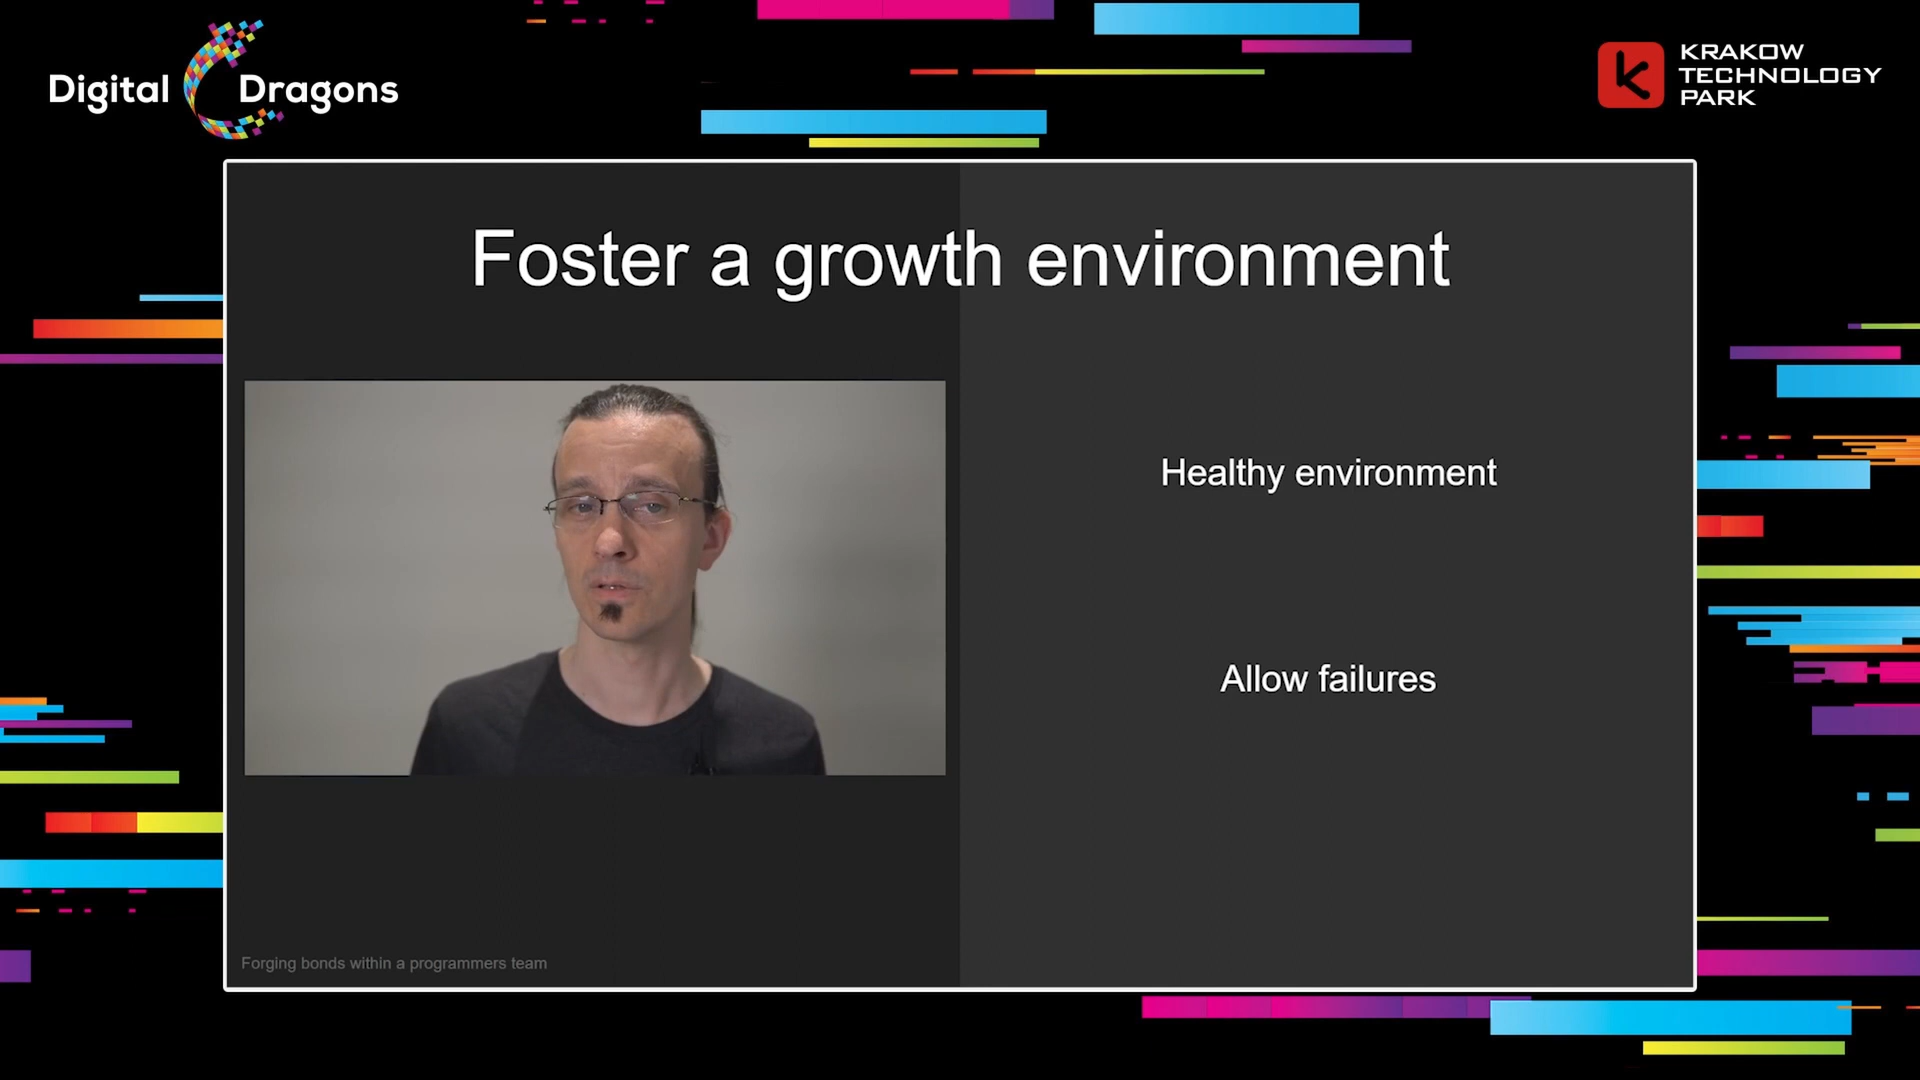 Digital Dragons
KRAKOW
TECHNOLOGY
PARK
Foster a growth environment
Healthy environment
Allow failures
Forging bonds within a programmers team